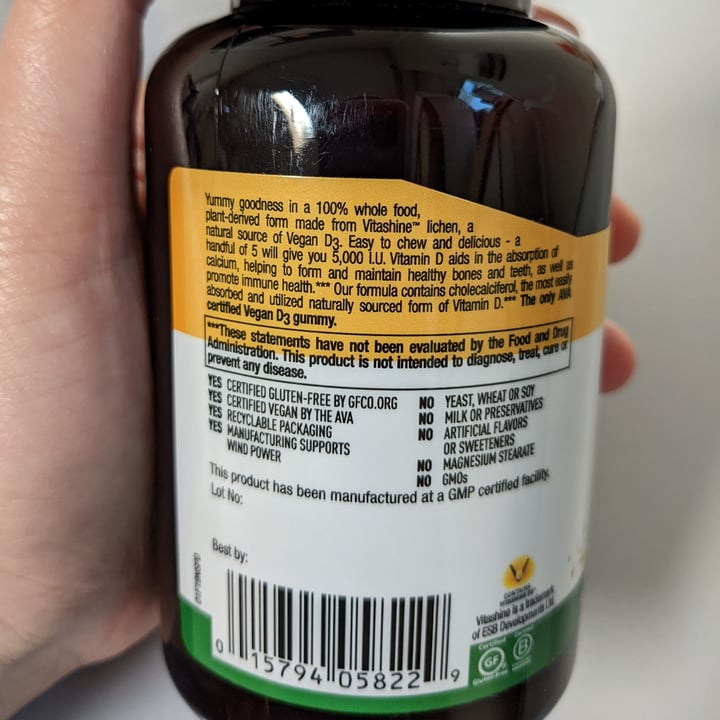 Yummy goodness in a 100% whole food,
plant-derived form made from Vitashine™ lichen, a
natural source of Vegan D3. Easy to chew and delicious - a
handful of 5 will give you 5,000 I.U. Vitamin D aids in the absorption of
calcium, helping to form and maintain healthy bones and teeth, as well as
promote immune health.*** Our formula contains cholecalciferol, the most easily
absorbed and utilized naturally sourced form of Vitamin D.*** The only AVA
certified Vegan D3 gummy.
***These statements have not been evaluated by the Food and Drug
Administration. This product is not intended to diagnose, treat, cure or
prevent any disease.
YES CERTIFIED GLUTEN-FREE BY GFCO.ORG
YES CERTIFIED VEGAN BY THE AVA
YES RECYCLABLE PACKAGING
YES MANUFACTURING SUPPORTS
WIND POWER
NO YEAST, WHEAT OR SOY
NO MILK OR PRESERVATIVES
NO ARTIFICIAL FLAVORS
OR SWEETENERS
NO MAGNESIUM STEARATE
NO GMOs
This product has been manufactured at a GMP certified facility.
Lot No:
Best by:
CONTAINS
Vitashine is a trademark
of ESB Developments Ltd.
Certified
GF
Gluten-Free
Certified
B
0 15794 05822 9